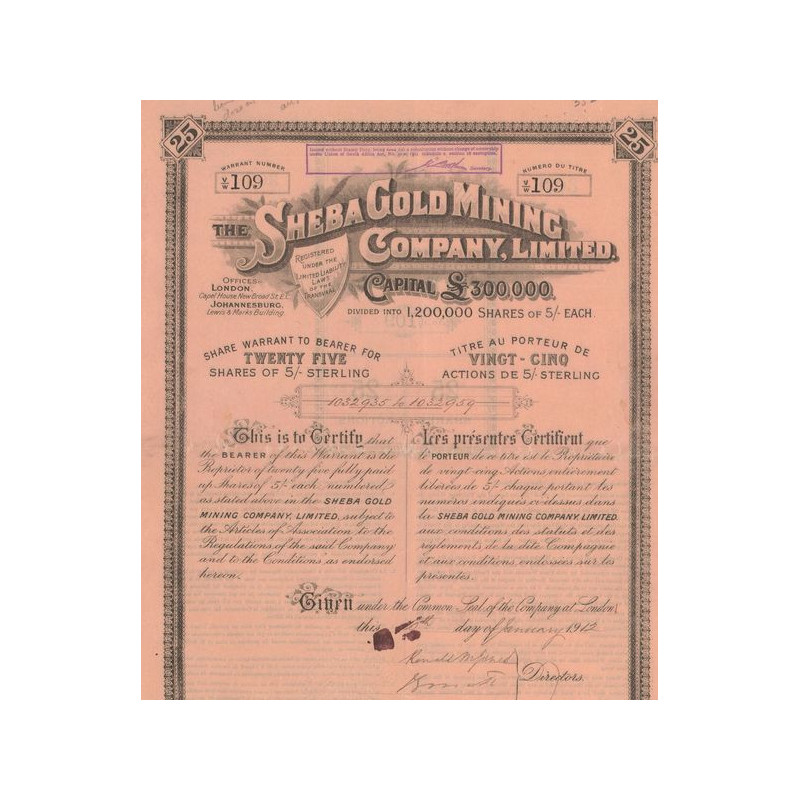 25
25
WARRANT NUMBER
V/W 109
NUMERO DU TITRE
V/W 109
THE SHEBA GOLD MINING
COMPANY, LIMITED.
REGISTERED
UNDER THE
LIMITED LIABILITY
LAWS
OF THE
TRANSVAAL
CAPITAL £300,000.
DIVIDED INTO 1,200,000 SHARES OF 5/- EACH.
OFFICES:
LONDON,
Capel House, New Broad St. E.C.
JOHANNESBURG,
Lewis & Marks Building
SHARE WARRANT TO BEARER FOR
TWENTY FIVE
SHARES OF 5/- STERLING
TITRE AU PORTEUR DE
VINGT-CINQ
ACTIONS DE 5/- STERLING
1032935 to 1032959
This is to Certify that
the BEARER of this Warrant is the
Proprietor of twenty five fully paid
up Shares of 5/- each numbered
as stated above in the SHEBA GOLD
MINING COMPANY, LIMITED, subject to
the Articles of Association to the
Regulations of the said Company
and to the Conditions as endorsed
hereon.
Les présentes Certifient que
le PORTEUR de ce titre est le Propriétaire
de vingt-cinq Actions entièrement
libérées de 5/- chaque portant les
numéros indiqués ci-dessus dans
la SHEBA GOLD MINING COMPANY, LIMITED.
aux conditions des statuts et des
règlements de la dite Compagnie
et aux conditions endossées sur les
présentes.
Given under the Common Seal of the Company at London,
this day of January 1912
Directors.